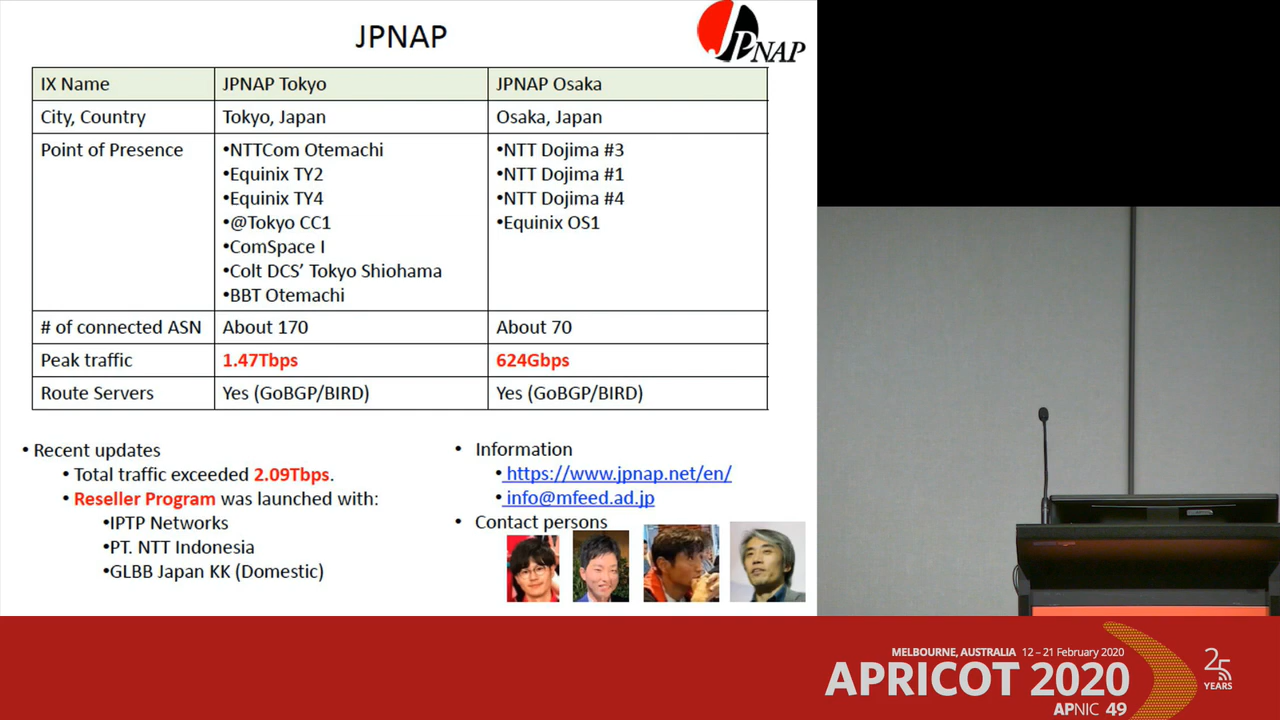 JPNAP
JPNAP
IX Name JPNAP Tokyo JPNAP Osaka
City, Country Tokyo, Japan Osaka, Japan
Point of Presence •NTTCom Otemachi •NTT Dojima #3
•Equinix TY2 •NTT Dojima #1
•Equinix TY4 •NTT Dojima #4
•@Tokyo CC1 •Equinix OS1
•ComSpace I
•Colt DCS’ Tokyo Shiohama
•BBT Otemachi
# of connected ASN About 170 About 70
Peak traffic 1.47Tbps 624Gbps
Route Servers Yes (GoBGP/BIRD) Yes (GoBGP/BIRD)
• Recent updates
• Total traffic exceeded 2.09Tbps.
• Reseller Program was launched with:
•IPTP Networks
•PT. NTT Indonesia
•GLBB Japan KK (Domestic)
• Information
• https://www.jpnap.net/en/
• info@mfeed.ad.jp
• Contact persons
MELBOURNE, AUSTRALIA 12 – 21 February 2020
APRICOT 2020
APNIC 49
25
YEARS